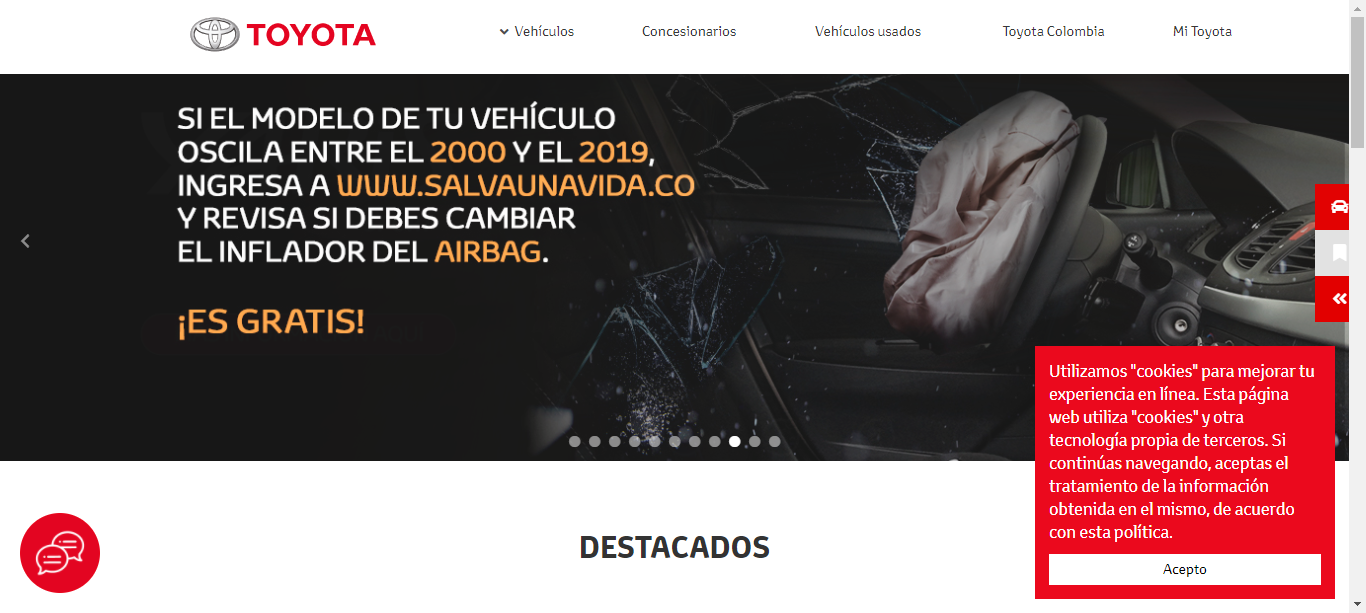 TOYOTA
Vehículos
Concesionarios
Vehículos usados
Toyota Colombia
Mi Toyota
SI EL MODELO DE TU VEHÍCULO
OSCILA ENTRE EL 2000 Y EL 2019,
INGRESA A WWW.SALVAUNAVIDA.CO
Y REVISA SI DEBES CAMBIAR
EL INFLADOR DEL AIRBAG.
¡ES GRATIS!
Utilizamos "cookies" para mejorar tu
experiencia en línea. Esta página
web utiliza "cookies" y otra
tecnología propia de terceros. Si
continúas navegando, aceptas el
tratamiento de la información
obtenida en el mismo, de acuerdo
con esta política.
Acepto
DESTACADOS